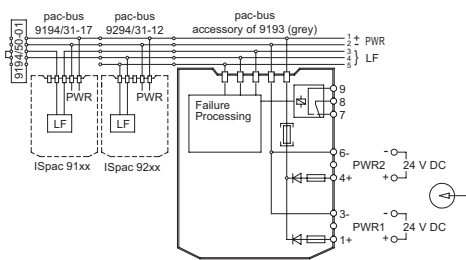 pac-bus
9194/31-17
pac-bus
9294/31-12
pac-bus
accessory of 9193 (grey)
9194/50-01
1 + PWR
2 -
3
4 } LF
5
PWR
LF
PWR
LF
ISpac 91xx
ISpac 92xx
Failure
Processing
9
8
7
6-
PWR2
4+
- 24 V DC
+
3-
PWR1
1+
- 24 V DC
+